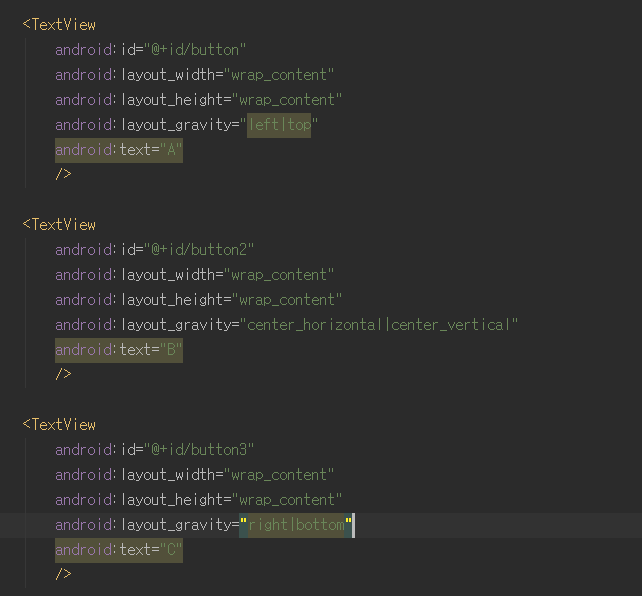 <TextView
android:id="@+id/button"
android:layout_width="wrap_content"
android:layout_height="wrap_content"
android:layout_gravity="left|top"
android:text="A"
/>
<TextView
android:id="@+id/button2"
android:layout_width="wrap_content"
android:layout_height="wrap_content"
android:layout_gravity="center_horizontal|center_vertical"
android:text="B"
/>
<TextView
android:id="@+id/button3"
android:layout_width="wrap_content"
android:layout_height="wrap_content"
android:layout_gravity="right|bottom"
android:text="C"
/>